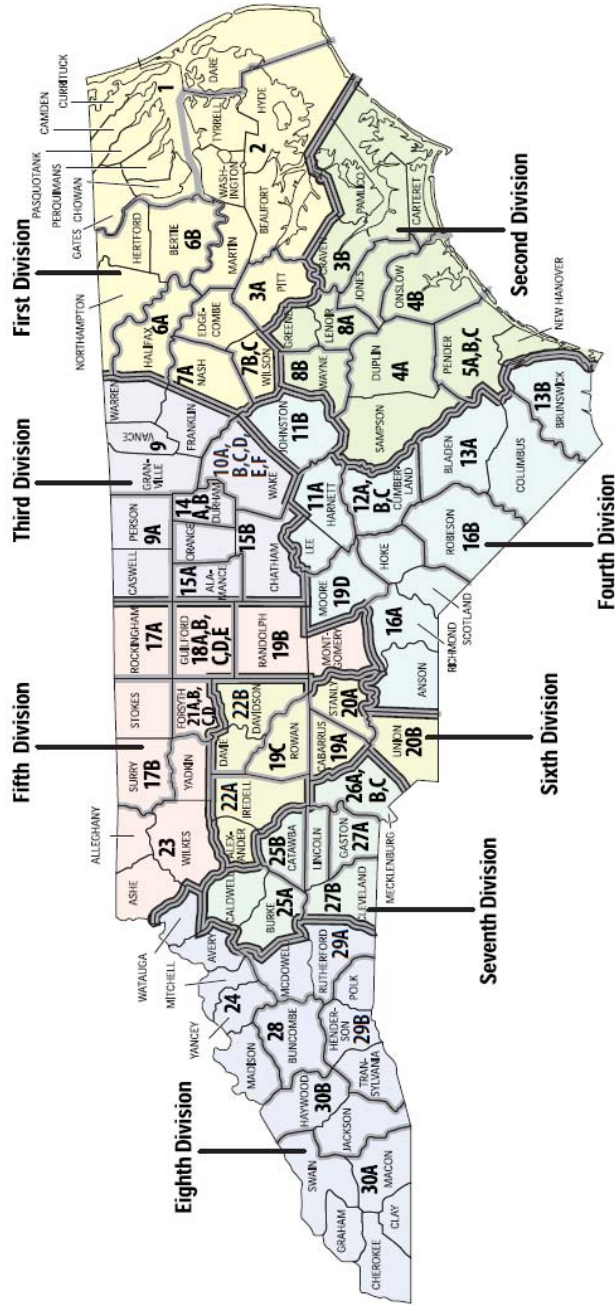 First Division
Second Division
Third Division
Fourth Division
Fifth Division
Sixth Division
Seventh Division
Eighth Division
CURRITUCK
CAMDEN
PASQUOTANK
PERQUIMANS
CHOWAN
GATES
1
DARE
TYRRELL
HYDE
2
WASH-
INGTON
BEAUFORT
HERTFORD
BERTIE
6B
MARTIN
NORTHAMPTON
6A
HALIFAX
EDGE-
COMBE
7A
NASH
7B,C
WILSON
3A
PITT
PAMLICO
CARTERET
CRAVEN
3B
JONES
GREENE
LENOIR
8A
8B
WAYNE
ONSLOW
4B
DUPLIN
4A
SAMPSON
PENDER
5A,B,C
NEW HANOVER
WARREN
VANCE
9
FRANKLIN
GRAN-
VILLE
PERSON
9A
CASWELL
10A,
B,C,D,
E,F
WAKE
14
A,B
DURHAM
ORANGE
15B
CHATHAM
15A
ALA-
MANCE
JOHNSTON
11B
11A
HARNETT
LEE
12A,
B,C
CUMBER-
LAND
BLADEN
13A
COLUMBUS
13B
BRUNSWICK
ROBESON
16B
HOKE
MOORE
19D
16A
SCOTLAND
RICHMOND
ANSON
ROCKINGHAM
17A
GUILFORD
18A,B,
C,D,E
RANDOLPH
19B
MONT-
GOMERY
STOKES
SURRY
17B
FORSYTH
21A,B,
C,D
YADKIN
ALLEGHANY
23
WILKES
ASHE
22B
DAVIDSON
DAVIE
19C
ROWAN
22A
IREDELL
ALEX-
ANDER
STANLY
20A
CABARRUS
19A
UNION
20B
26A,
B,C
MECKLENBURG
25B
CATAWBA
CALDWELL
BURKE
25A
LINCOLN
GASTON
27A
27B
CLEVELAND
WATAUGA
AVERY
MITCHELL
YANCEY
24
MADISON
MCDOWELL
RUTHERFORD
29A
POLK
28
BUNCOMBE
HENDER-
SON
29B
TRAN-
SYLVANIA
HAYWOOD
30B
JACKSON
SWAIN
30A
MACON
GRAHAM
CLAY
CHEROKEE